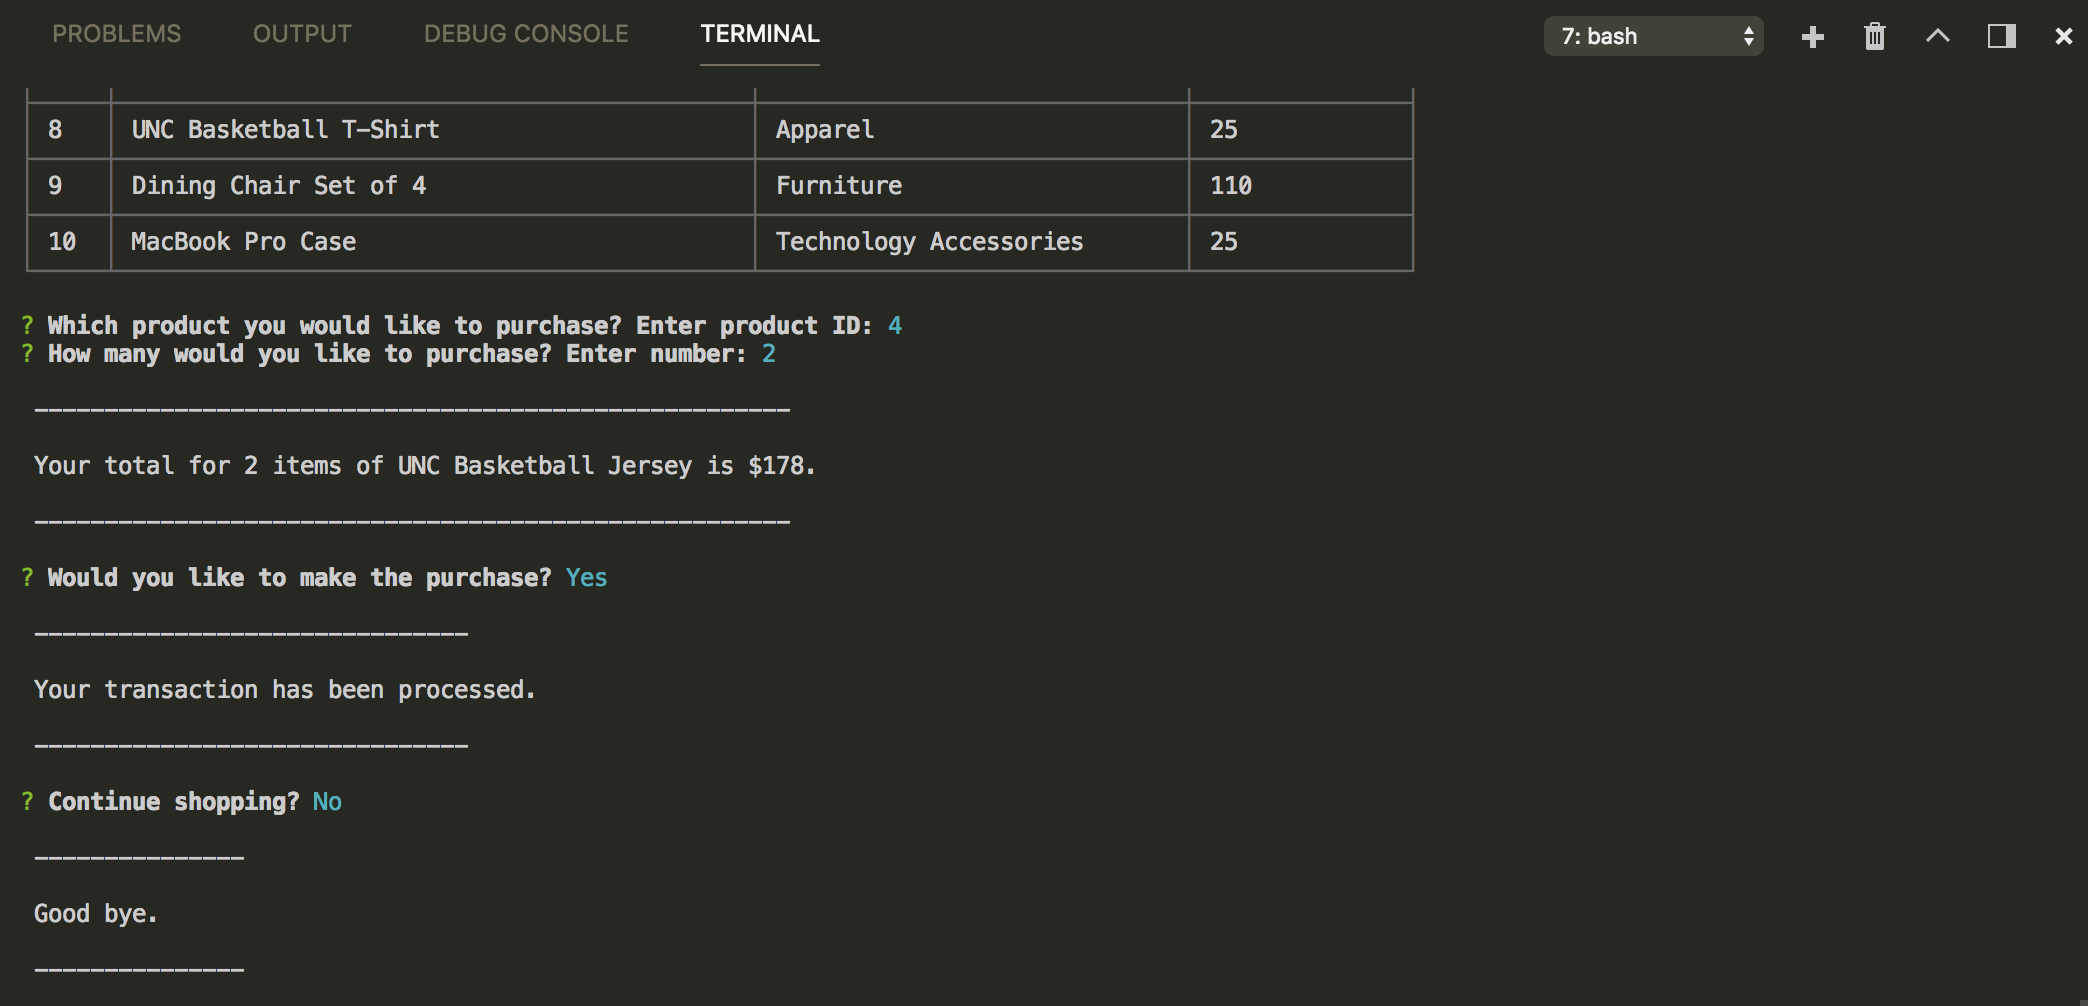 PROBLEMS OUTPUT DEBUG CONSOLE TERMINAL 7: bash
8 UNC Basketball T-Shirt Apparel 25
9 Dining Chair Set of 4 Furniture 110
10 MacBook Pro Case Technology Accessories 25
? Which product you would like to purchase? Enter product ID: 4
? How many would you like to purchase? Enter number: 2
------------------------------------------------------
Your total for 2 items of UNC Basketball Jersey is $178.
------------------------------------------------------
? Would you like to make the purchase? Yes
-------------------------------
Your transaction has been processed.
-------------------------------
? Continue shopping? No
---------------
Good bye.
---------------